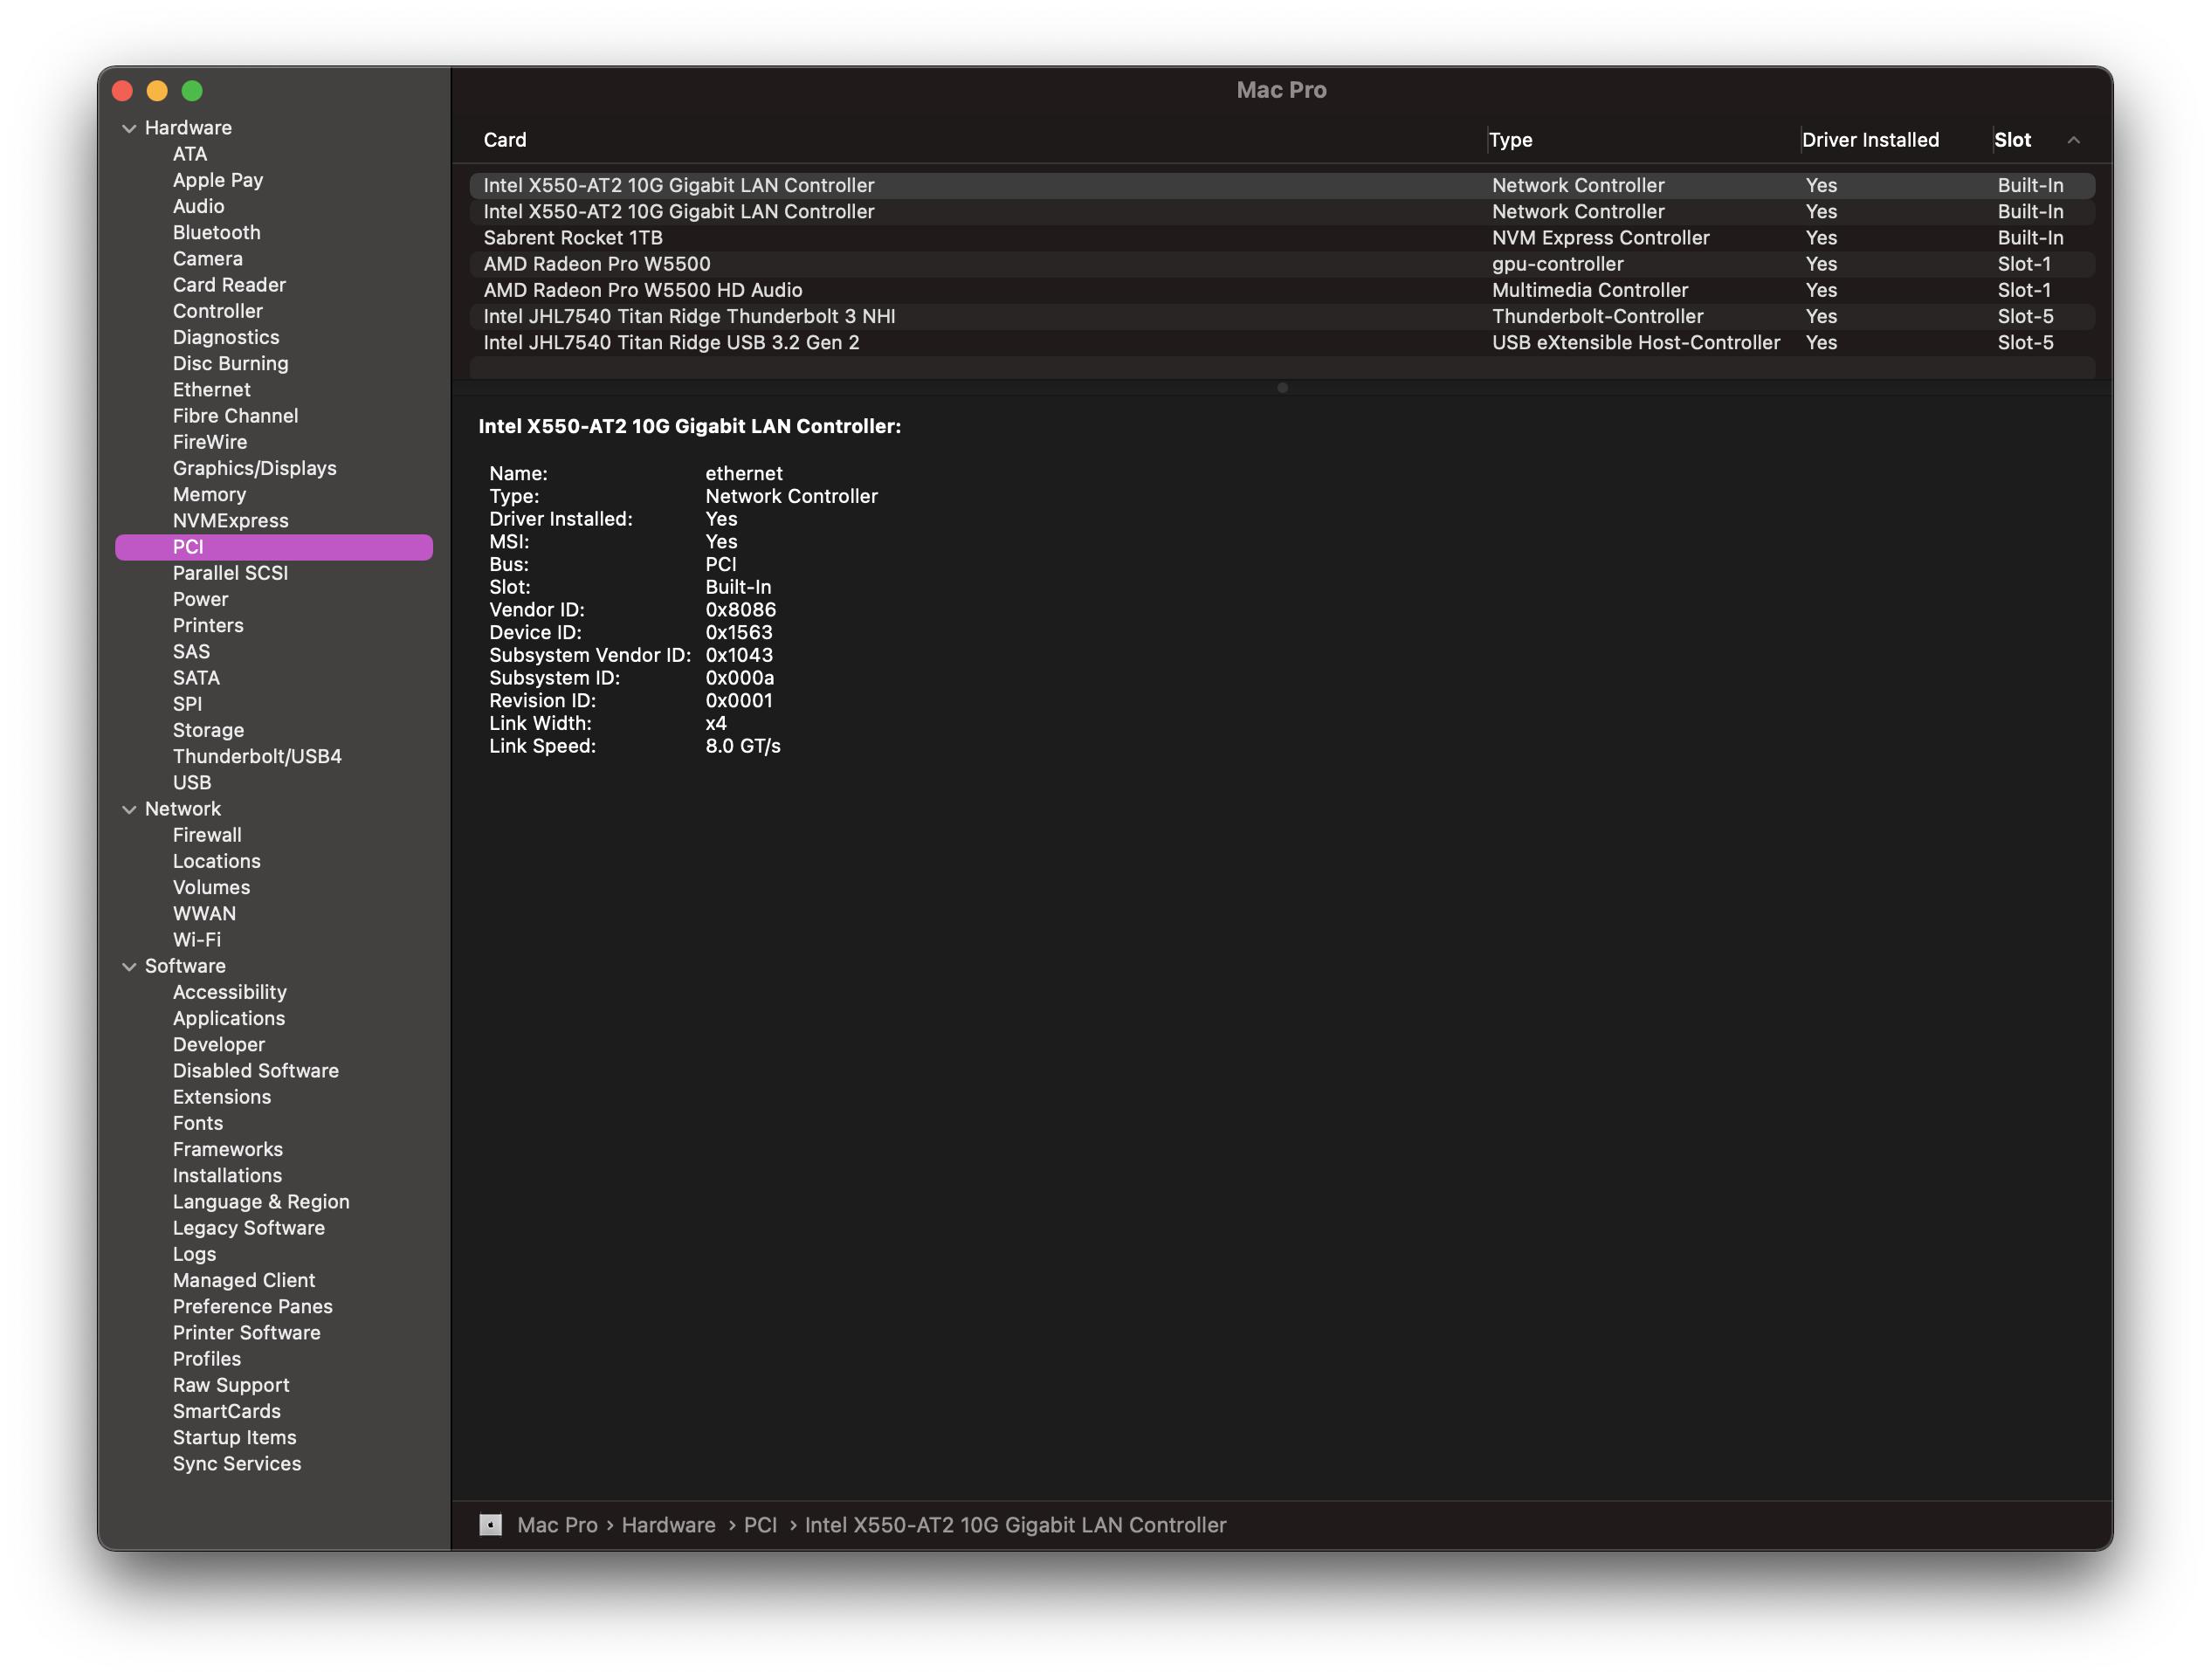 Mac Pro
Hardware
ATA
Apple Pay
Audio
Bluetooth
Camera
Card Reader
Controller
Diagnostics
Disc Burning
Ethernet
Fibre Channel
FireWire
Graphics/Displays
Memory
NVMExpress
PCI
Parallel SCSI
Power
Printers
SAS
SATA
SPI
Storage
Thunderbolt/USB4
USB
Network
Firewall
Locations
Volumes
WWAN
Wi-Fi
Software
Accessibility
Applications
Developer
Disabled Software
Extensions
Fonts
Frameworks
Installations
Language & Region
Legacy Software
Logs
Managed Client
Preference Panes
Printer Software
Profiles
Raw Support
SmartCards
Startup Items
Sync Services
Card Type Driver Installed Slot
Intel X550-AT2 10G Gigabit LAN Controller Network Controller Yes Built-In
Intel X550-AT2 10G Gigabit LAN Controller Network Controller Yes Built-In
Sabrent Rocket 1TB NVM Express Controller Yes Built-In
AMD Radeon Pro W5500 gpu-controller Yes Slot-1
AMD Radeon Pro W5500 HD Audio Multimedia Controller Yes Slot-1
Intel JHL7540 Titan Ridge Thunderbolt 3 NHI Thunderbolt-Controller Yes Slot-5
Intel JHL7540 Titan Ridge USB 3.2 Gen 2 USB eXtensible Host-Controller Yes Slot-5
Intel X550-AT2 10G Gigabit LAN Controller:
Name: ethernet
Type: Network Controller
Driver Installed: Yes
MSI: Yes
Bus: PCI
Slot: Built-In
Vendor ID: 0x8086
Device ID: 0x1563
Subsystem Vendor ID: 0x1043
Subsystem ID: 0x000a
Revision ID: 0x0001
Link Width: x4
Link Speed: 8.0 GT/s
Mac Pro › Hardware › PCI › Intel X550-AT2 10G Gigabit LAN Controller